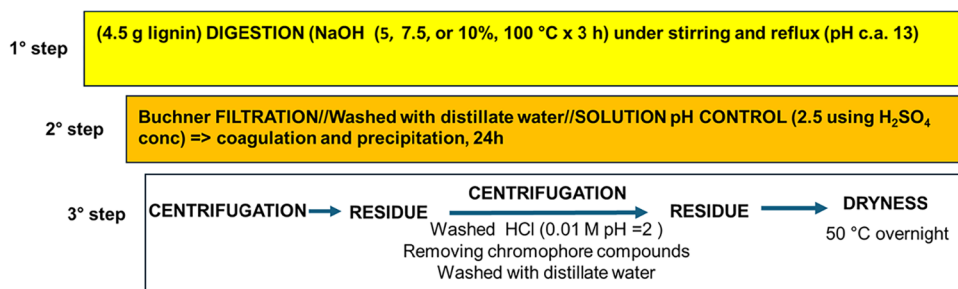 1° step
(4.5 g lignin) DIGESTION (NaOH (5, 7.5, or 10%, 100 °C x 3 h) under stirring and reflux (pH c.a. 13)
2° step
Buchner FILTRATION//Washed with distillate water//SOLUTION pH CONTROL (2.5 using H₂SO₄
conc) => coagulation and precipitation, 24h
3° step
CENTRIFUGATION
RESIDUE
CENTRIFUGATION
Washed HCl (0.01 M pH =2 )
Removing chromophore compounds
Washed with distillate water
RESIDUE
DRYNESS
50 °C overnight